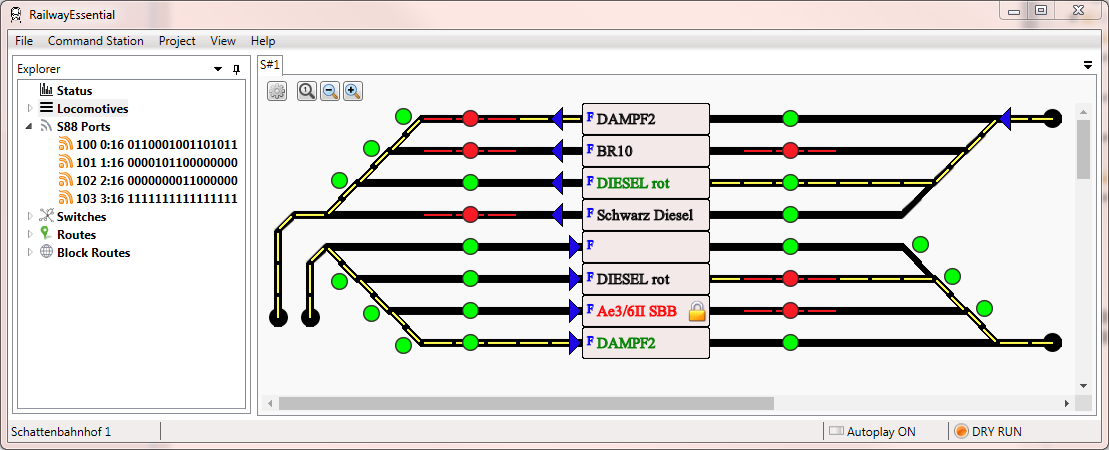 RailwayEssential
File Command Station Project View Help
Explorer
S#1
Status
Locomotives
S88 Ports
100 0:16 0110001001101011
101 1:16 0000101100000000
102 2:16 0000000011000000
103 3:16 1111111111111111
Switches
Routes
Block Routes
1
F DAMPF2
F BR10
F DIESEL rot
F Schwarz Diesel
F
F DIESEL rot
F Ae3/6II SBB
F DAMPF2
Schattenbahnhof 1
Autoplay ON
DRY RUN